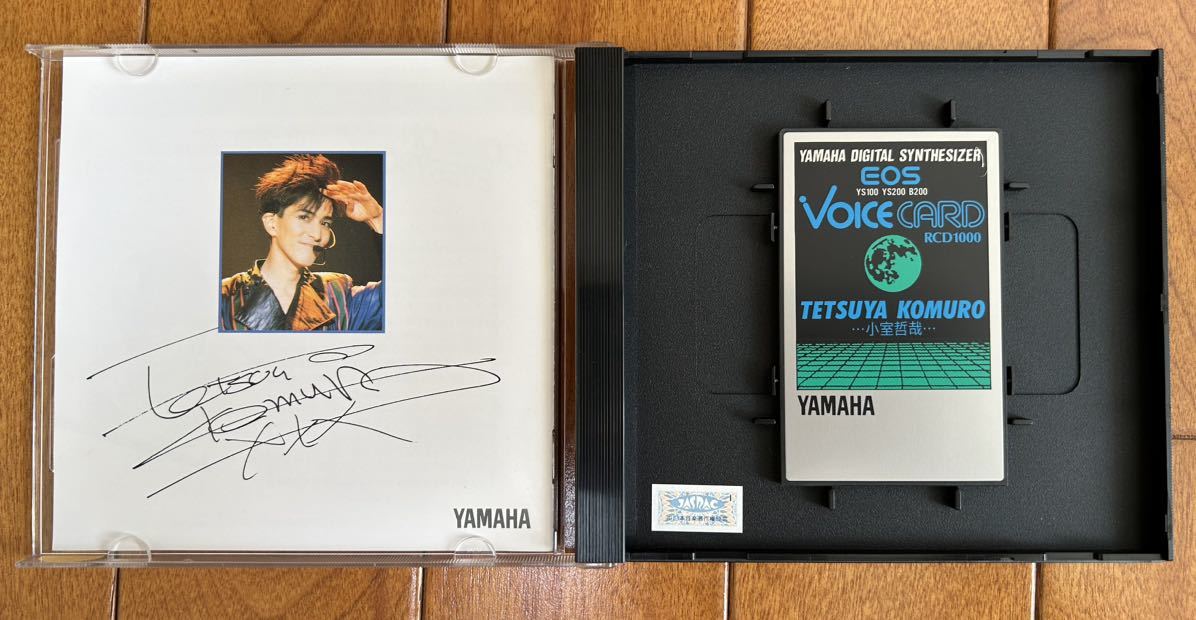 Tetsuya
Komuro
YAMAHA
YAMAHA DIGITAL SYNTHESIZER
EOS
YS100 YS200 B200
VOICE CARD
RCD1000
TETSUYA KOMURO
…小室哲哉…
YAMAHA
JASRAC